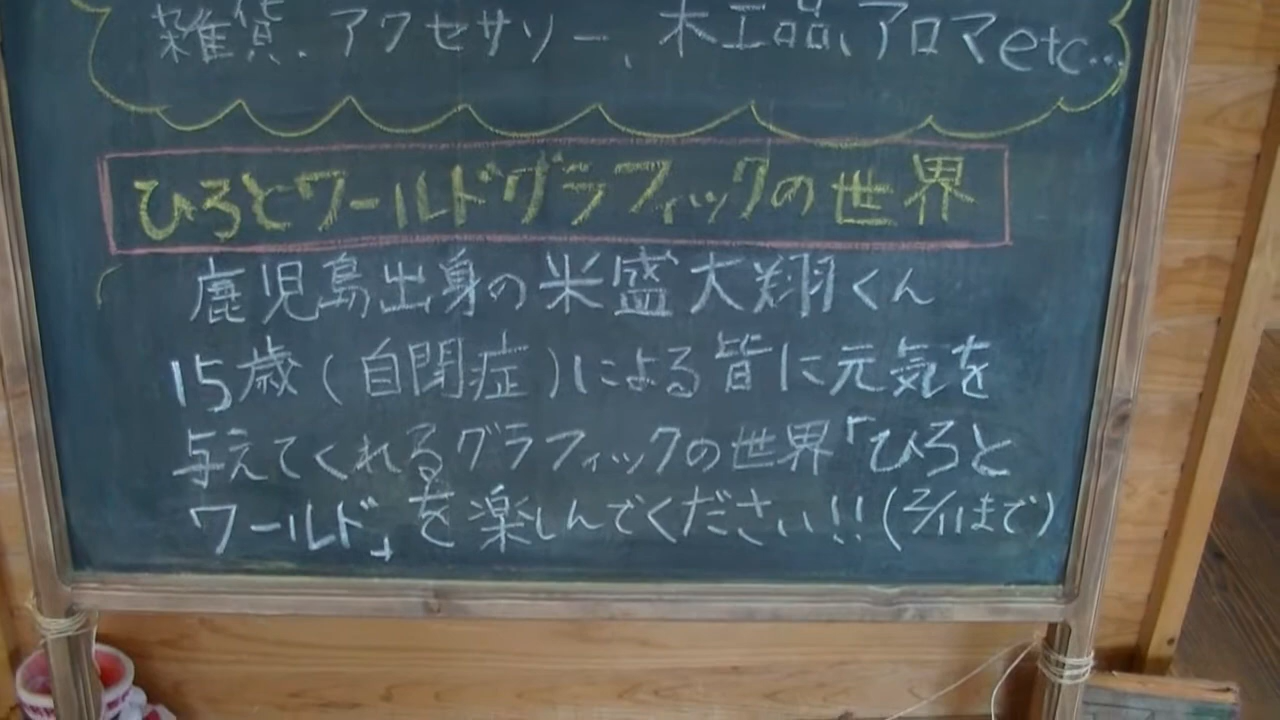 雑貨、アクセサリー、木工品、アロマetc...
ひろとワールドグラフィックの世界
鹿児島出身の米盛大翔くん
15歳(自閉症)による皆に元気を
与えてくれるグラフィックの世界「ひろと
ワールド」を楽しんでください!!(2/11まで)